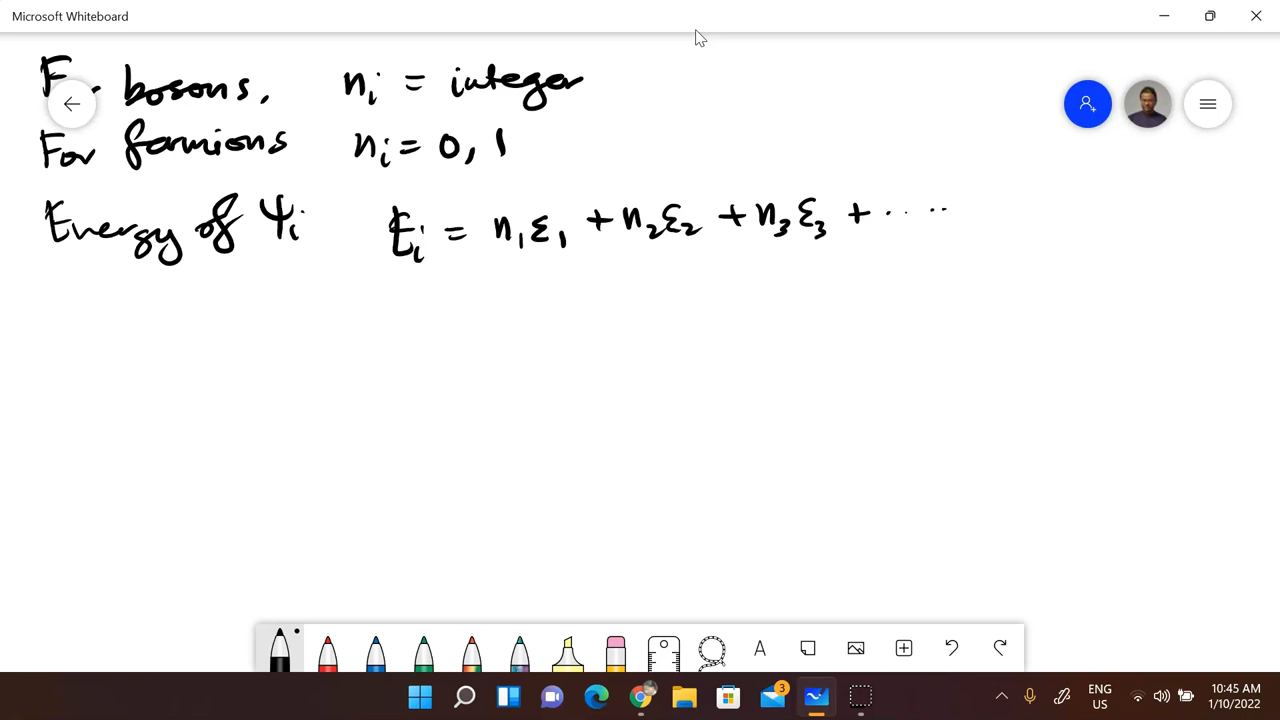 Microsoft Whiteboard
For bosons, nᵢ = integer
For fermions nᵢ = 0, 1
Energy of Ψᵢ Eᵢ = n₁ε₁ + n₂ε₂ + n₃ε₃ + .....
A
3
ENG
US
10:45 AM
1/10/2022